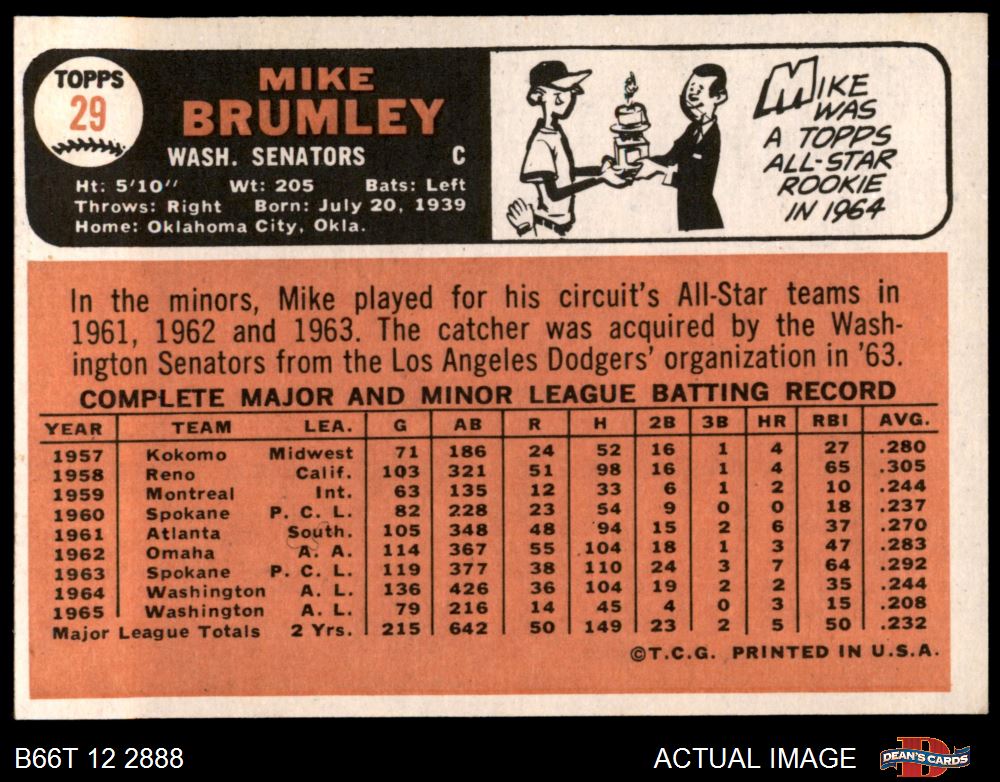 TOPPS
29
MIKE
BRUMLEY
WASH. SENATORS C
Ht: 5'10" Wt: 205 Bats: Left
Throws: Right Born: July 20, 1939
Home: Oklahoma City, Okla.
MIKE
WAS
A TOPPS
ALL-STAR
ROOKIE
IN 1964
In the minors, Mike played for his circuit's All-Star teams in
1961, 1962 and 1963. The catcher was acquired by the Wash-
ington Senators from the Los Angeles Dodgers' organization in '63.
COMPLETE MAJOR AND MINOR LEAGUE BATTING RECORD
YEAR TEAM LEA. G AB R H 2B 3B HR RBI AVG.
1957 Kokomo Midwest 71 186 24 52 16 1 4 27 .280
1958 Reno Calif. 103 321 51 98 16 1 4 65 .305
1959 Montreal Int. 63 135 12 33 6 1 2 10 .244
1960 Spokane P. C. L. 82 228 23 54 9 0 0 18 .237
1961 Atlanta South. 105 348 48 94 15 2 6 37 .270
1962 Omaha A. A. 114 367 55 104 18 1 3 47 .283
1963 Spokane P. C. L. 119 377 38 110 24 3 7 64 .292
1964 Washington A. L. 136 426 36 104 19 2 2 35 .244
1965 Washington A. L. 79 216 14 45 4 0 3 15 .208
Major League Totals 2 Yrs. 215 642 50 149 23 2 5 50 .232
©T.C.G. PRINTED IN U.S.A.
B66T 12 2888 ACTUAL IMAGE DEAN'S CARDS